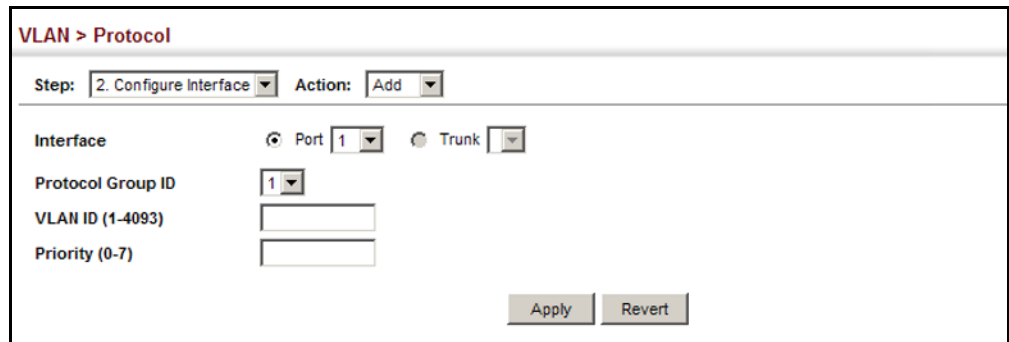 VLAN > Protocol
Step: 2. Configure Interface Action: Add
Interface Port 1 Trunk
Protocol Group ID 1
VLAN ID (1-4093)
Priority (0-7)
Apply Revert